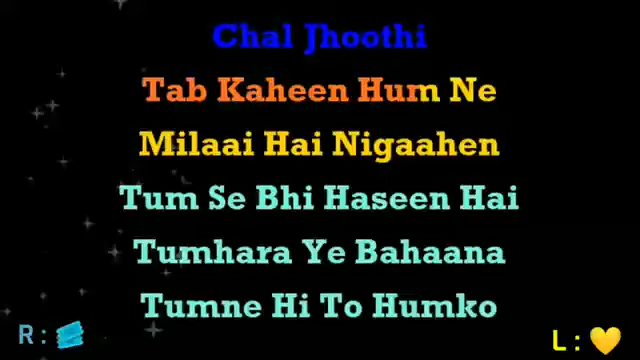 Chal Jhoothi
Tab Kaheen Hum Ne
Milaai Hai Nigaahen
Tum Se Bhi Haseen Hai
Tumhara Ye Bahaana
Tumne Hi To Humko
R :
L : 💛